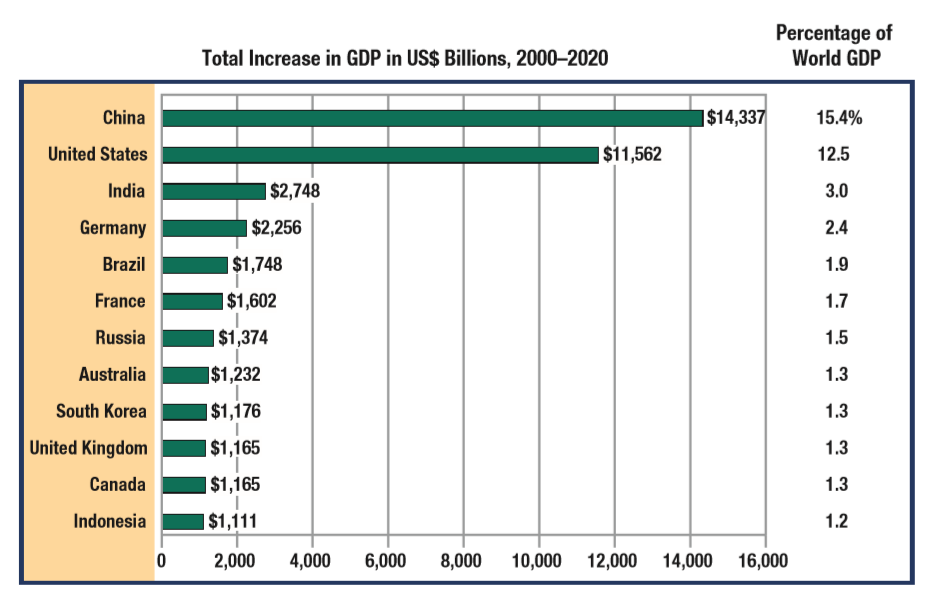 Percentage of
Total Increase in GDP in US$ Billions, 2000–2020 World GDP
China $14,337 15.4%
United States $11,562 12.5
India $2,748 3.0
Germany $2,256 2.4
Brazil $1,748 1.9
France $1,602 1.7
Russia $1,374 1.5
Australia $1,232 1.3
South Korea $1,176 1.3
United Kingdom $1,165 1.3
Canada $1,165 1.3
Indonesia $1,111 1.2
0 2,000 4,000 6,000 8,000 10,000 12,000 14,000 16,000